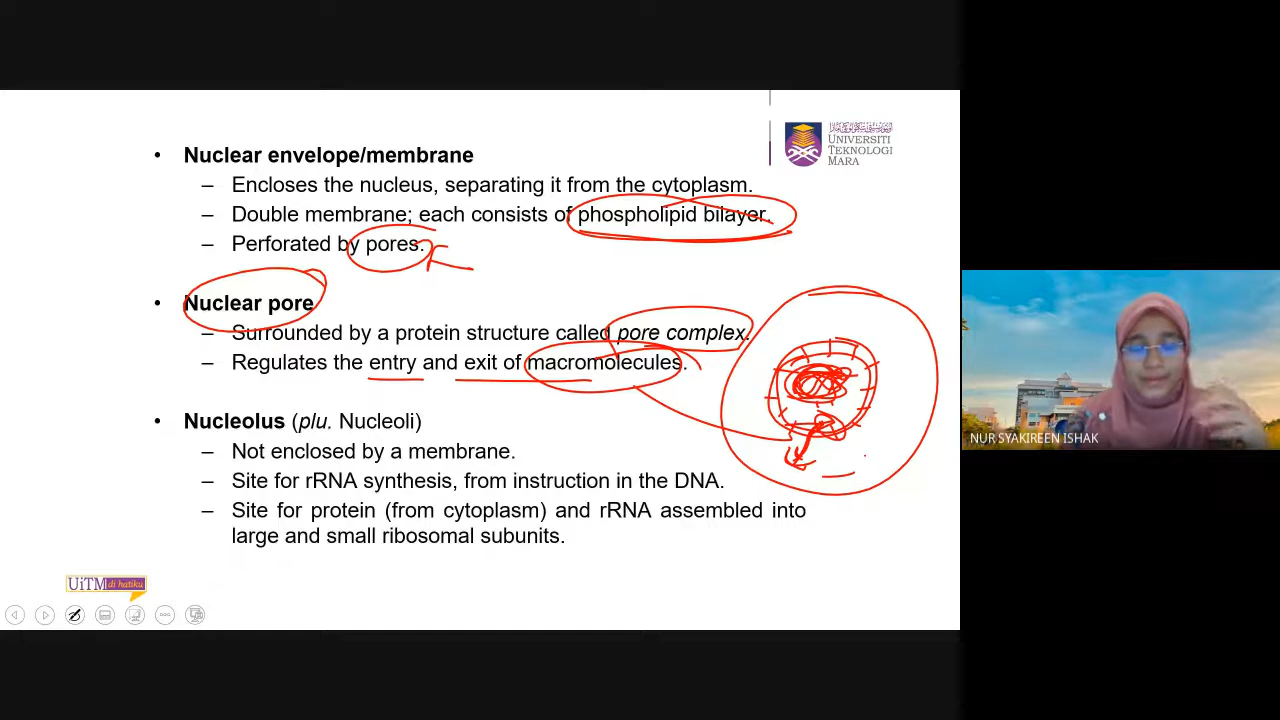 UNIVERSITI
TEKNOLOGI
MARA
• Nuclear envelope/membrane
– Encloses the nucleus, separating it from the cytoplasm.
– Double membrane; each consists of phospholipid bilayer.
– Perforated by pores.
• Nuclear pore
– Surrounded by a protein structure called pore complex.
– Regulates the entry and exit of macromolecules.
• Nucleolus (plu. Nucleoli)
– Not enclosed by a membrane.
– Site for rRNA synthesis, from instruction in the DNA.
– Site for protein (from cytoplasm) and rRNA assembled into
large and small ribosomal subunits.
UiTM di hatiku
NUR SYAKIREEN ISHAK